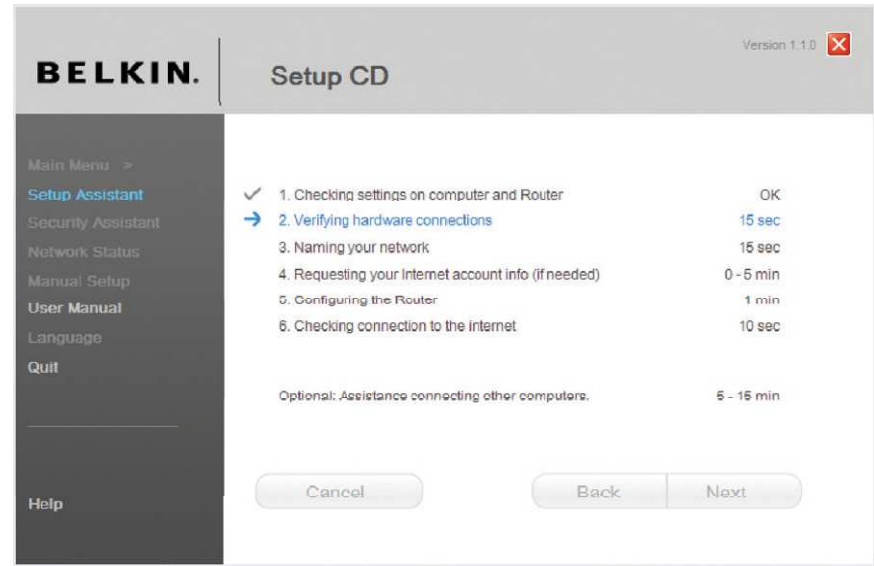 BELKIN.
Setup CD
Version 1.1.0
Main Menu >
Setup Assistant
Security Assistant
Network Status
Manual Setup
User Manual
Language
Quit
Help
1. Checking settings on computer and Router OK
2. Verifying hardware connections 15 sec
3. Naming your network 15 sec
4. Requesting your Internet account info (if needed) 0 - 5 min
5. Configuring the Router 1 min
6. Checking connection to the internet 10 sec
Optional: Assistance connecting other computers. 5 - 15 min
Cancel
Back
Next